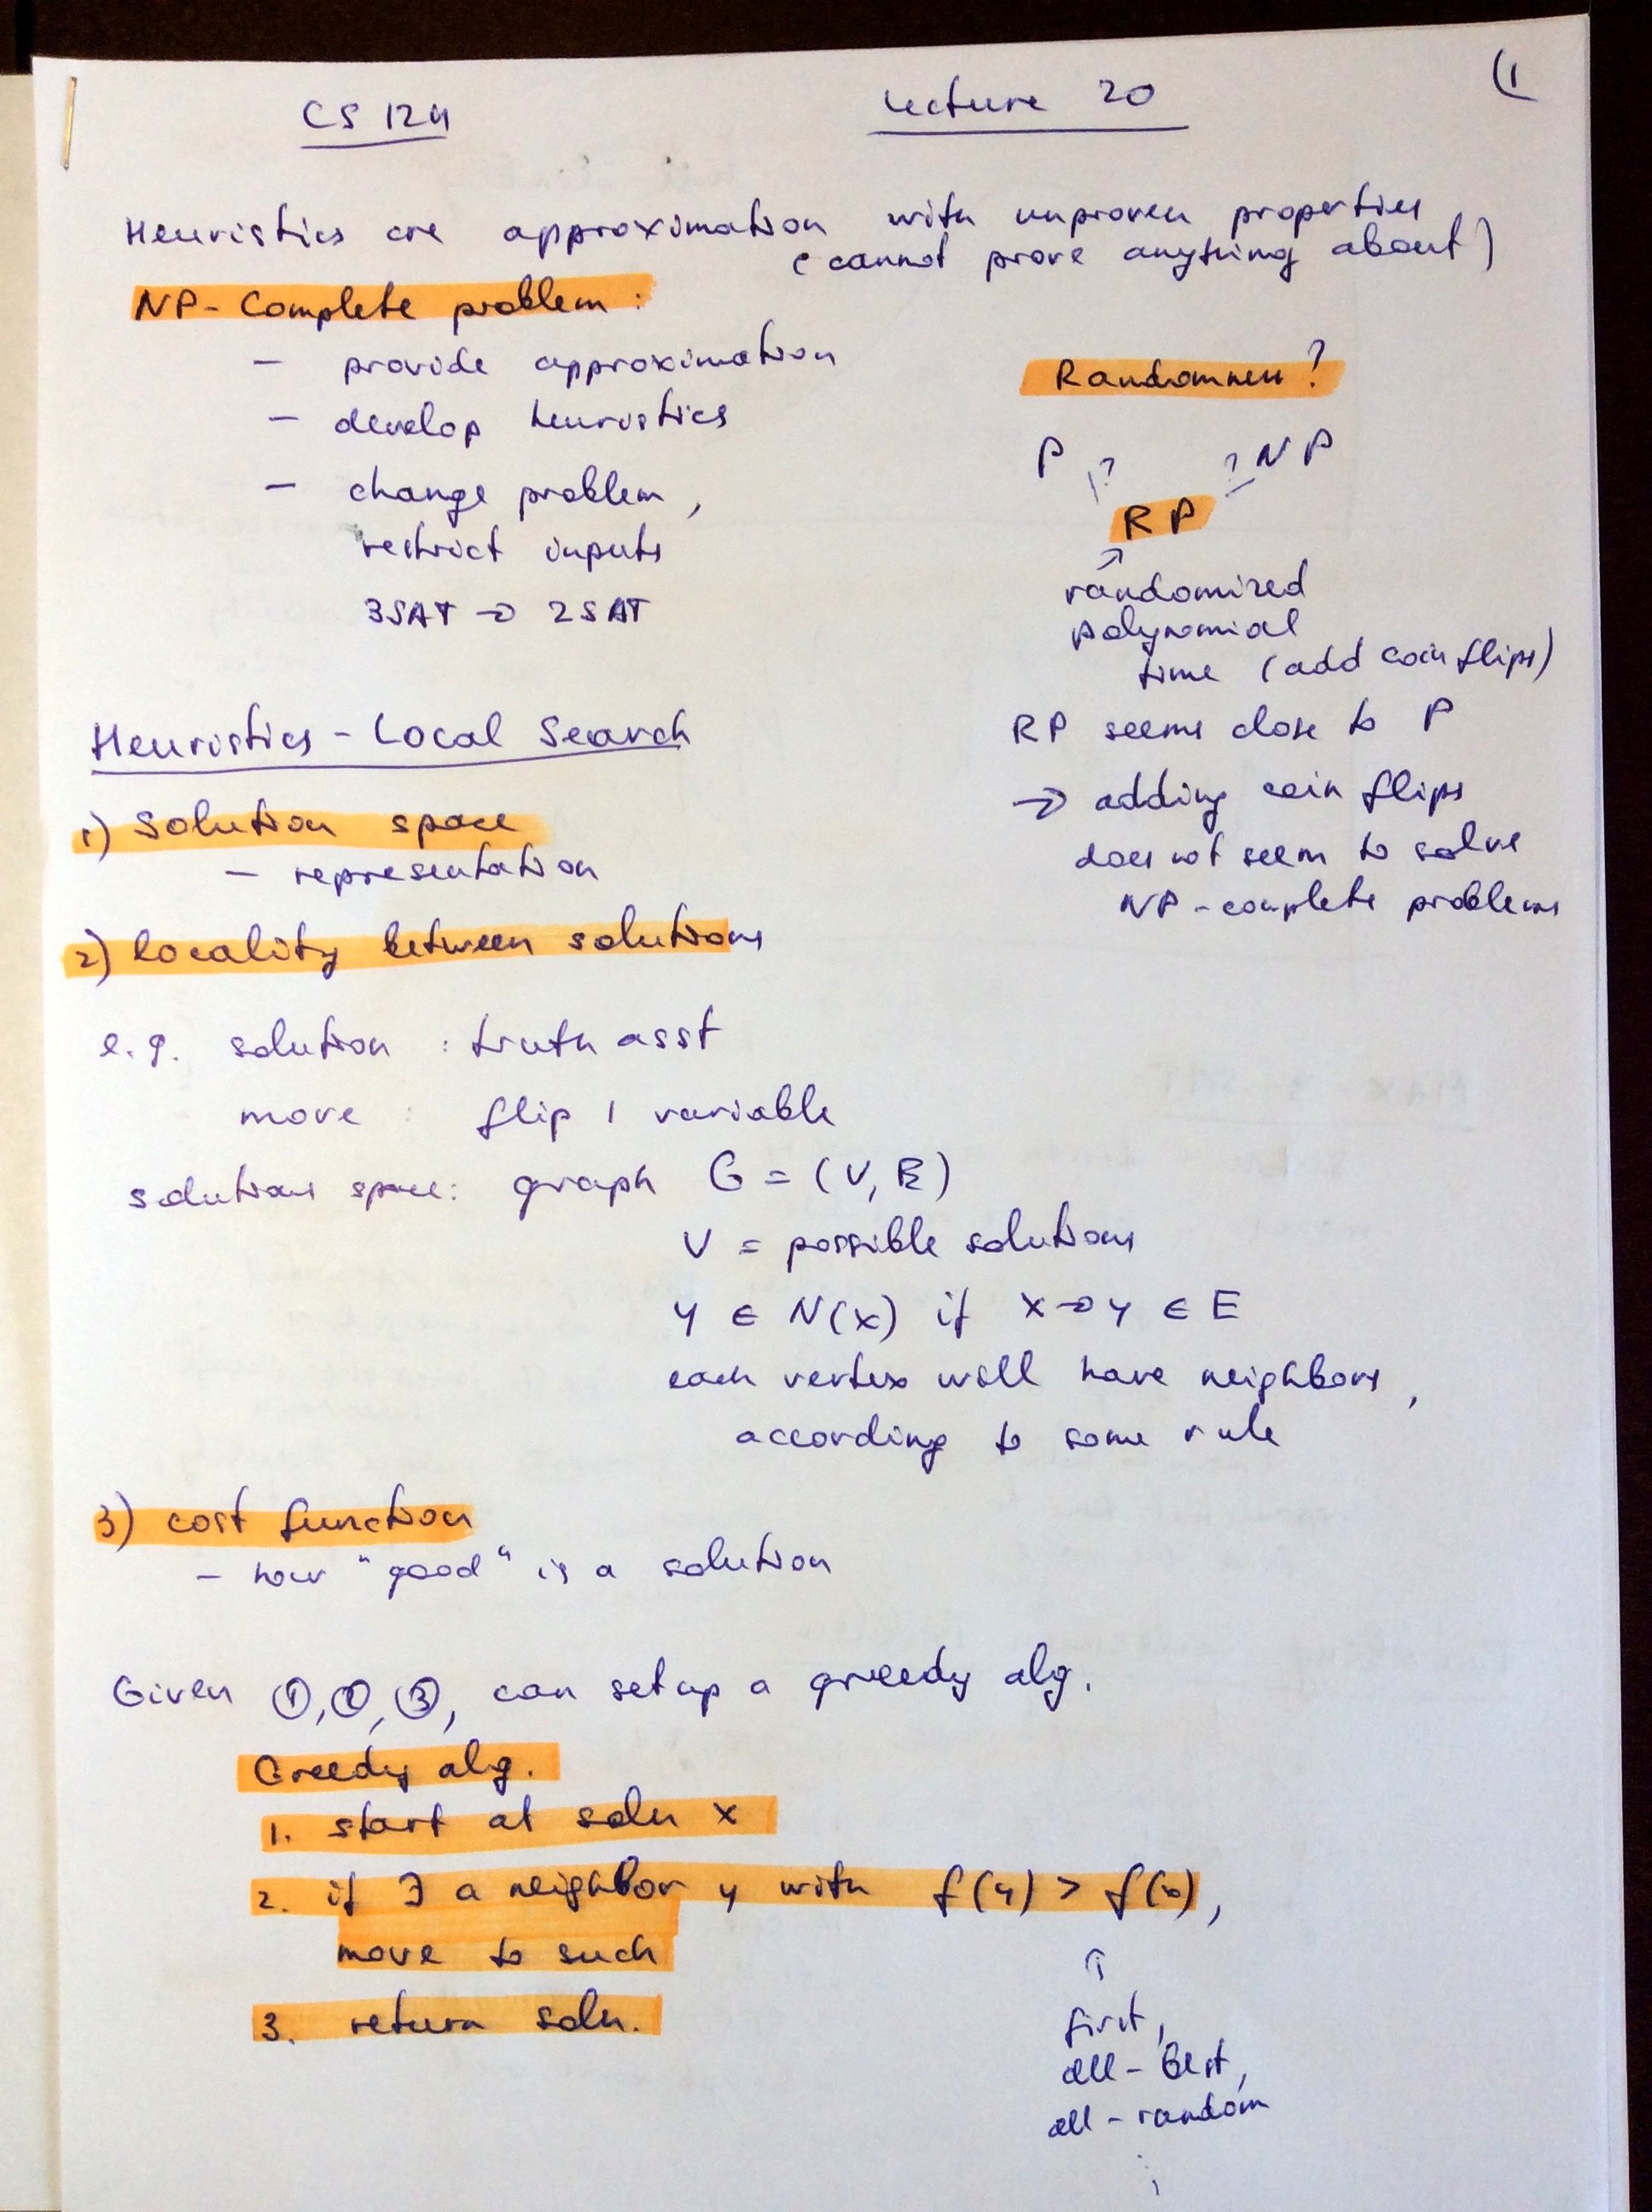 CS 124
Lecture 20
(1
Heuristics are approximation with unproven properties
(cannot prove anything about)
NP-Complete problem:
- provide approximation
- develop heuristics
- change problem,
restrict inputs
3SAT → 2SAT
Randomness?
P ? ? NP
RP
↗
randomized
polynomial
time (add coin flips)
RP seems close to P
→ adding coin flips
does not seem to solve
NP-complete problems
Heuristics - Local Search
1) Solution space
- representation
2) locality between solutions
e.g. solution : truth asst
move : flip 1 variable
solutions space: graph G = (V, E)
V = possible solutions
y ∈ N(x) if x→y ∈ E
each vertex will have neighbors,
according to some rule
3) cost function
- how "good" is a solution
Given ①, ②, ③, can set up a greedy alg.
Greedy alg.
1. start at soln x
2. if ∃ a neighbor y with f(y) > f(x),
move to such
3. return soln.
↑
first,
all-best,
all-random
⋮